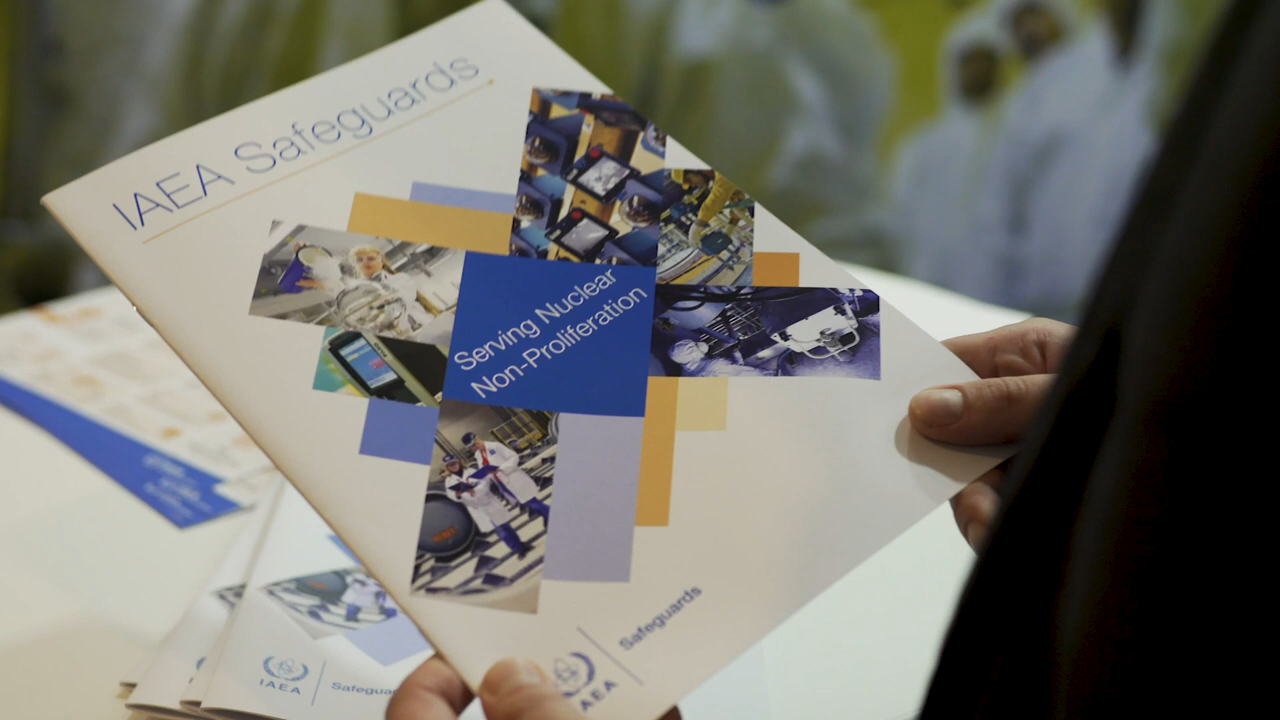 IAEA Safeguards
Serving Nuclear
Non-Proliferation
Safeguards
IAEA
IAEA